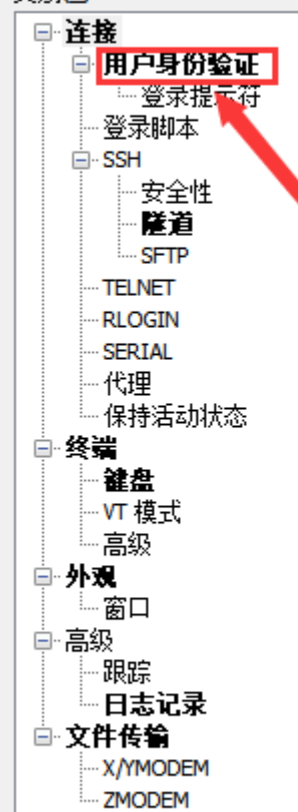 连接
用户身份验证
登录提示符
登录脚本
SSH
安全性
隧道
SFTP
TELNET
RLOGIN
SERIAL
代理
保持活动状态
终端
键盘
VT 模式
高级
外观
窗口
高级
跟踪
日志记录
文件传输
X/YMODEM
ZMODEM